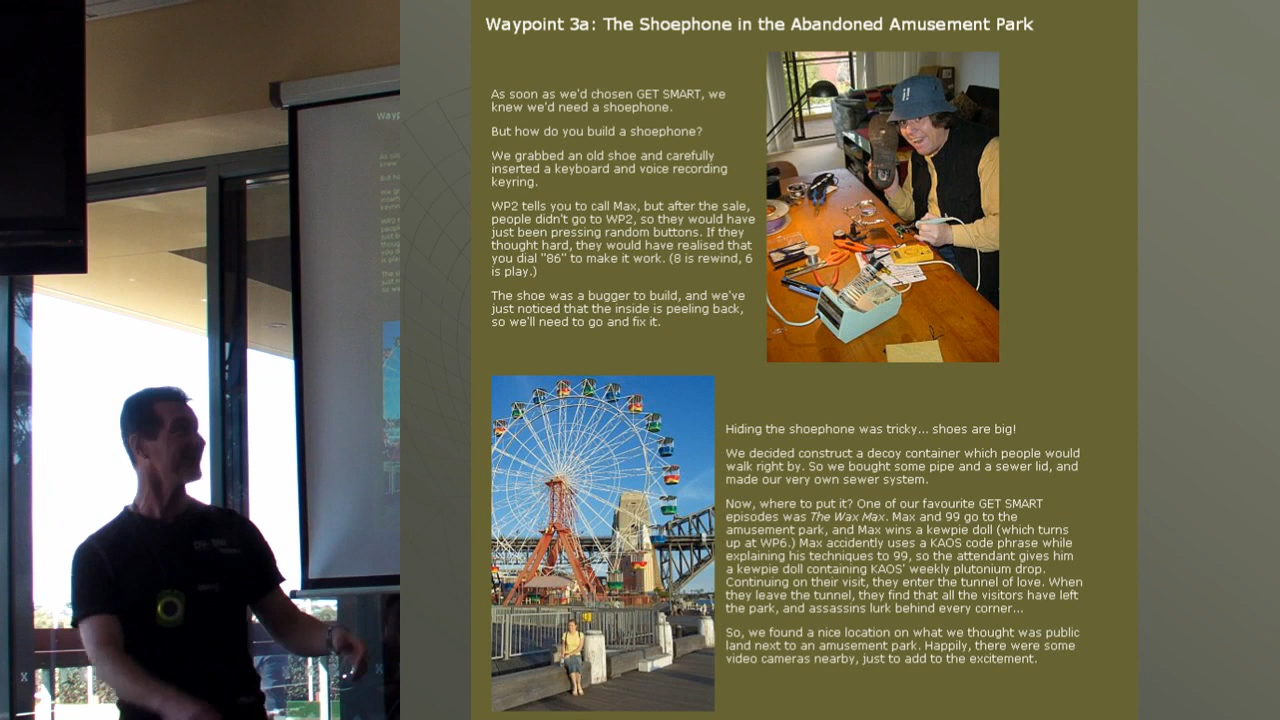 Waypoint 3a: The Shoephone in the Abandoned Amusement Park
As soon as we'd chosen GET SMART, we
knew we'd need a shoephone.
But how do you build a shoephone?
We grabbed an old shoe and carefully
inserted a keyboard and voice recording
keyring.
WP2 tells you to call Max, but after the sale,
people didn't go to WP2, so they would have
just been pressing random buttons. If they
thought hard, they would have realised that
you dial "86" to make it work. (8 is rewind, 6
is play.)
The shoe was a bugger to build, and we've
just noticed that the inside is peeling back,
so we'll need to go and fix it.
Hiding the shoephone was tricky... shoes are big!
We decided construct a decoy container which people would
walk right by. So we bought some pipe and a sewer lid, and
made our very own sewer system.
Now, where to put it? One of our favourite GET SMART
episodes was The Wax Max. Max and 99 go to the
amusement park, and Max wins a kewpie doll (which turns
up at WP6.) Max accidently uses a KAOS code phrase while
explaining his techniques to 99, so the attendant gives him
a kewpie doll containing KAOS' weekly plutonium drop.
Continuing on their visit, they enter the tunnel of love. When
they leave the tunnel, they find that all the visitors have left
the park, and assassins lurk behind every corner...
So, we found a nice location on what we thought was public
land next to an amusement park. Happily, there were some
video cameras nearby, just to add to the excitement.